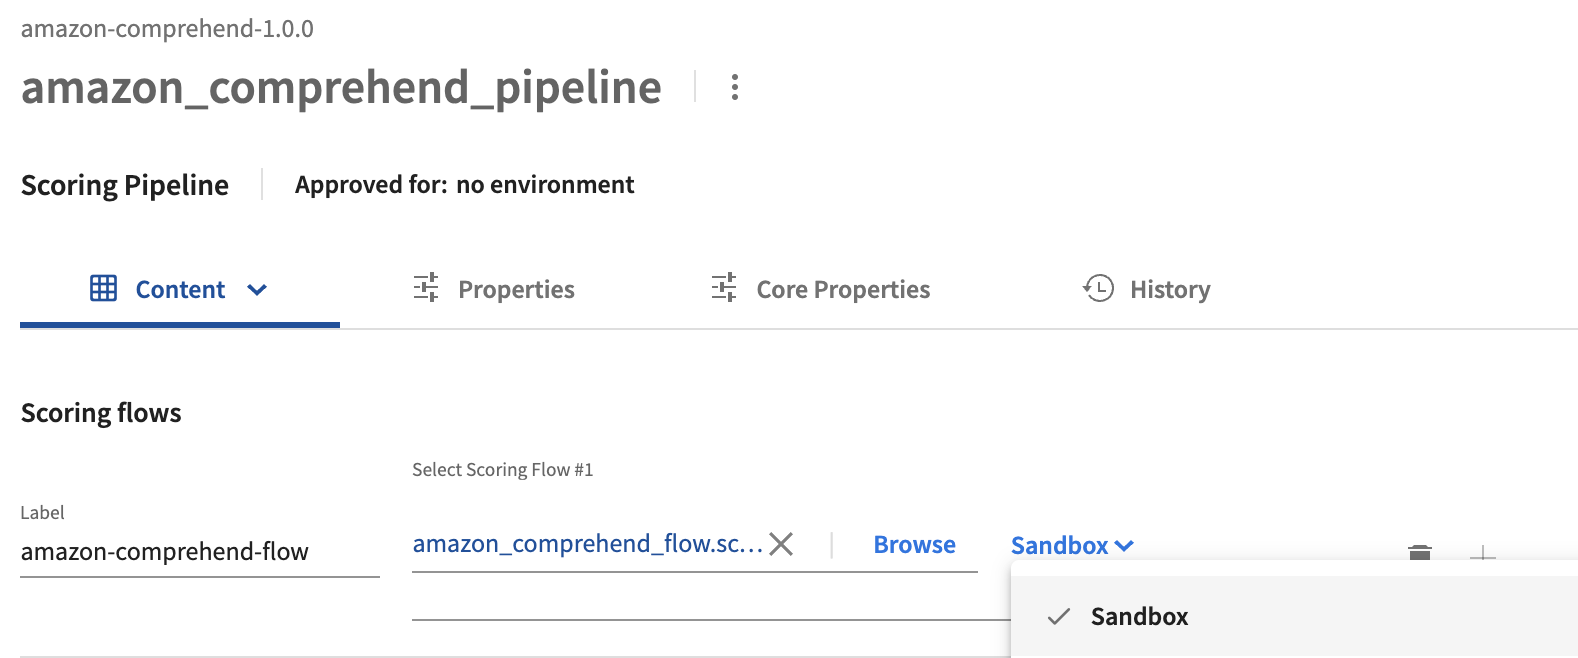 amazon-comprehend-1.0.0
amazon_comprehend_pipeline
Scoring Pipeline
Approved for: no environment
Content
Properties
Core Properties
History
Scoring flows
Select Scoring Flow #1
Label
amazon-comprehend-flow
amazon_comprehend_flow.sc...
Browse
Sandbox
Sandbox